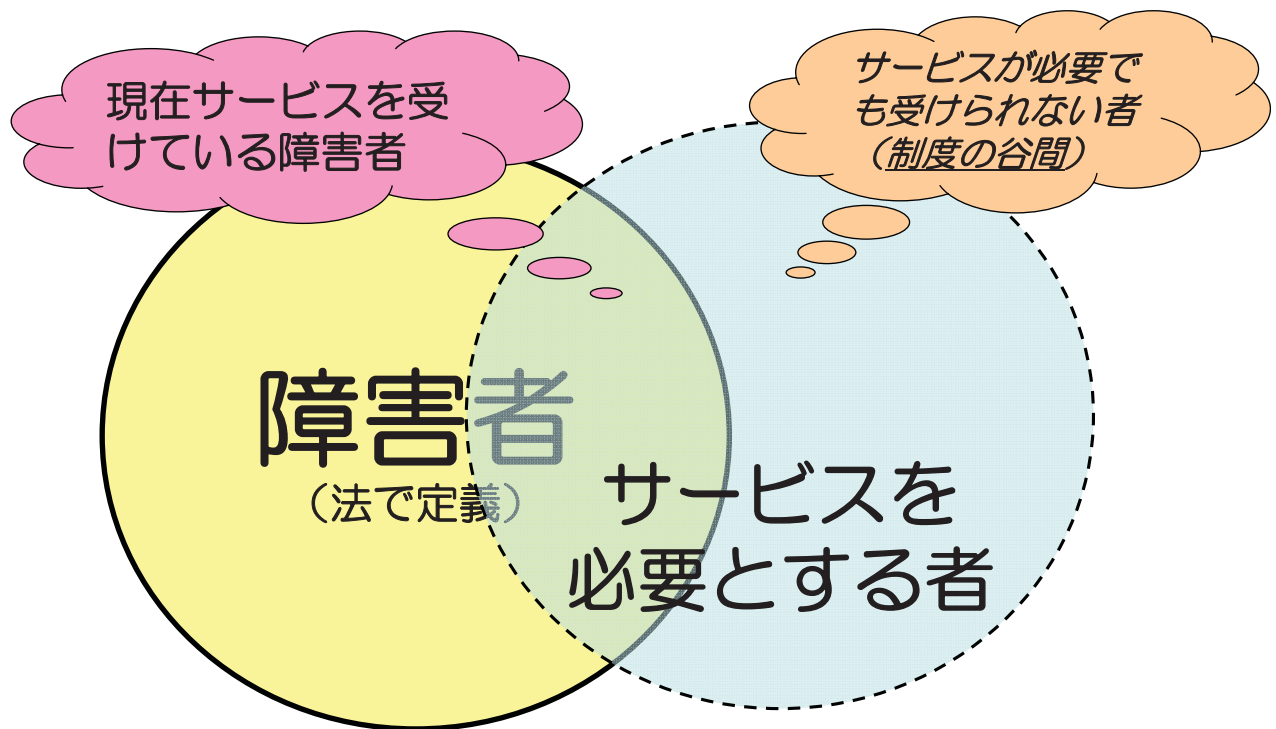 現在サービスを受
けている障害者
サービスが必要で
も受けられない者
（制度の谷間）
障害者
（法で定義）
サービスを
必要とする者